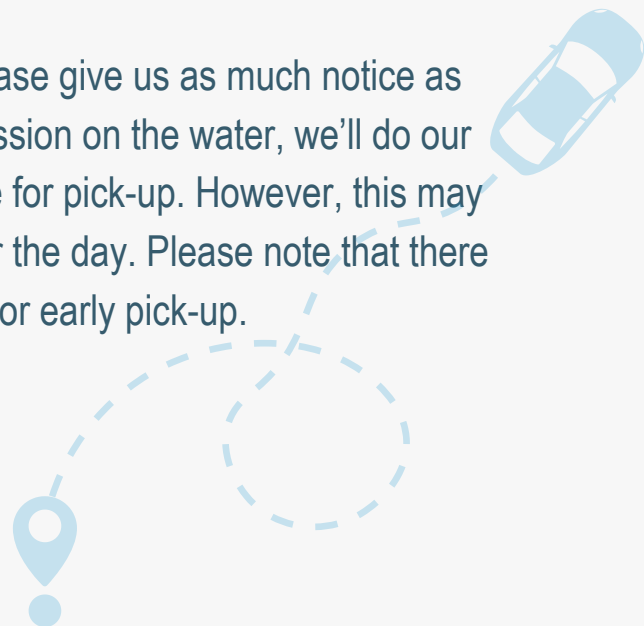 ase give us as much notice as
ssion on the water, we’ll do our
e for pick-up. However, this may
r the day. Please note that there
or early pick-up.